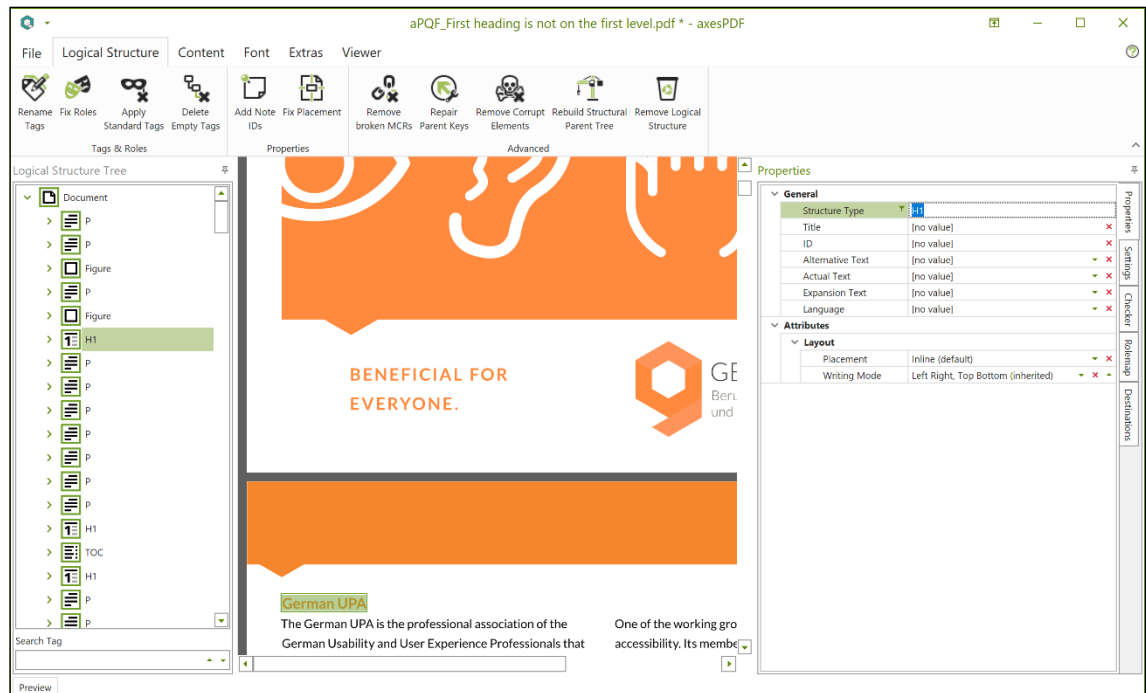 aPQF_First heading is not on the first level.pdf * - axesPDF
File Logical Structure Content Font Extras Viewer
Rename Tags
Fix Roles
Apply Standard Tags
Delete Empty Tags
Add Note IDs
Fix Placement
Remove broken MCRs
Repair Parent Keys
Remove Corrupt Elements
Rebuild Structural Parent Tree
Remove Logical Structure
Tags & Roles
Properties
Advanced
Logical Structure Tree
Document
P
P
Figure
P
Figure
H1
P
P
P
P
P
P
P
H1
TOC
H1
P
P
Search Tag
Preview
BENEFICIAL FOR
EVERYONE.
GE
Beru
und
German UPA
The German UPA is the professional association of the
German Usability and User Experience Professionals that
One of the working gro
accessibility. Its membe
Properties
General
Structure Type H1
Title [no value]
ID [no value]
Alternative Text [no value]
Actual Text [no value]
Expansion Text [no value]
Language [no value]
Attributes
Layout
Placement Inline (default)
Writing Mode Left Right, Top Bottom (inherited)
Properties
Settings
Checker
Rolemap
Destinations